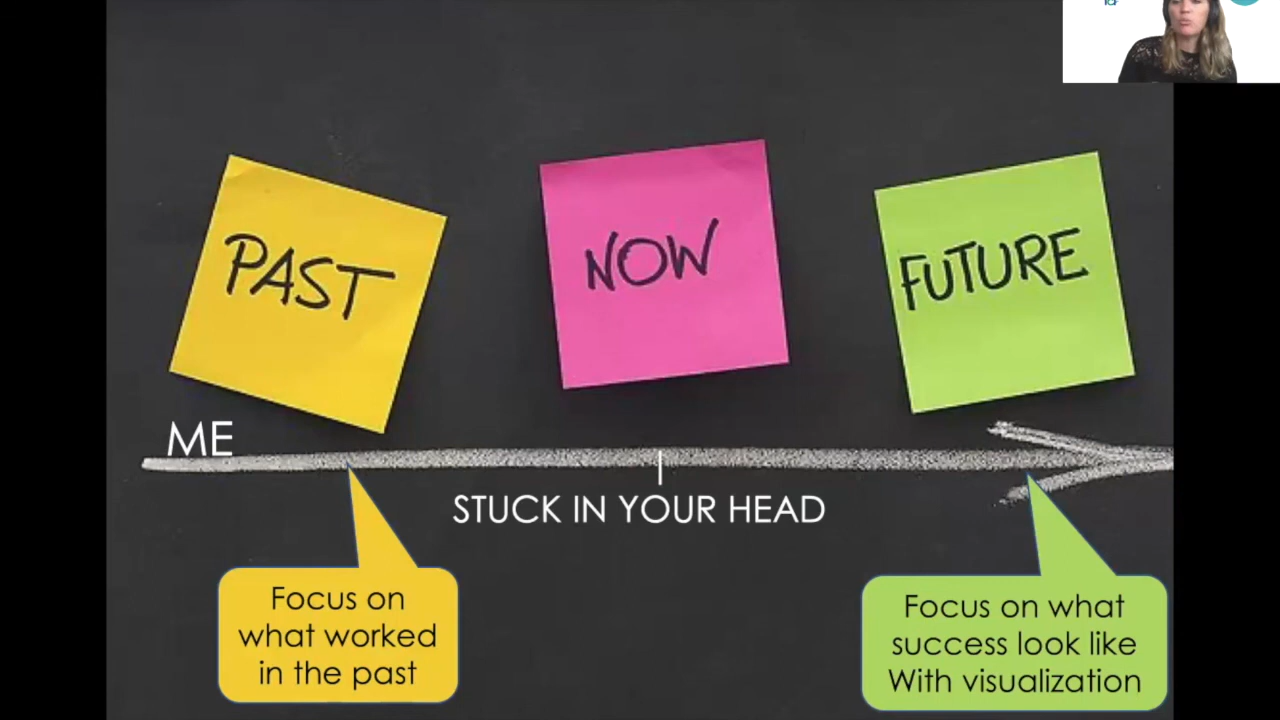 PAST
NOW
FUTURE
ME
STUCK IN YOUR HEAD
Focus on
what worked
in the past
Focus on what
success look like
With visualization